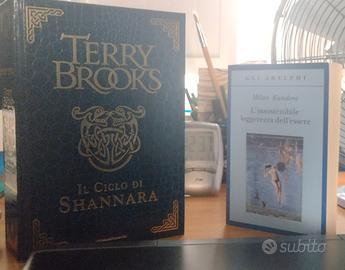 TERRY
BROOKS
IL CICLO DI
SHANNARA
GLI ADELPHI
Milan Kundera
L'insostenibile
leggerezza dell'essere
subito